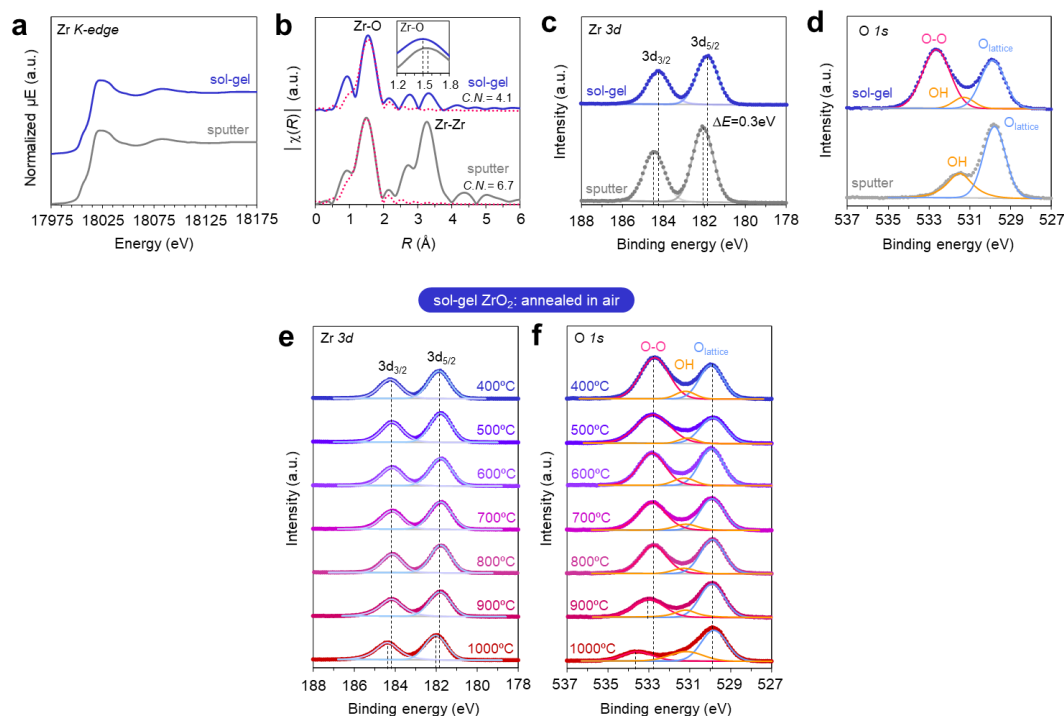 a
Zr K-edge
sol-gel
sputter
Normalized µE (a.u.)
17975 18025 18075 18125 18175
Energy (eV)
b
Zr-O
Zr-O
1.2 1.5 1.8
sol-gel
C.N.= 4.1
Zr-Zr
sputter
C.N.= 6.7
|χ(R)| (a.u.)
0 1 2 3 4 5 6
R (Å)
c
Zr 3d
3d3/2
3d5/2
sol-gel
ΔE=0.3eV
sputter
Intensity (a.u.)
188 186 184 182 180 178
Binding energy (eV)
d
O 1s
O-O
Olattice
OH
sol-gel
Olattice
OH
sputter
Intensity (a.u.)
537 535 533 531 529 527
Binding energy (eV)
sol-gel ZrO2: annealed in air
e
Zr 3d
3d3/2
3d5/2
400ºC
500ºC
600ºC
700ºC
800ºC
900ºC
1000ºC
Intensity (a.u.)
188 186 184 182 180 178
Binding energy (eV)
f
O 1s
O-O
Olattice
OH
400ºC
500ºC
600ºC
700ºC
800ºC
900ºC
1000ºC
Intensity (a.u.)
537 535 533 531 529 527
Binding energy (eV)